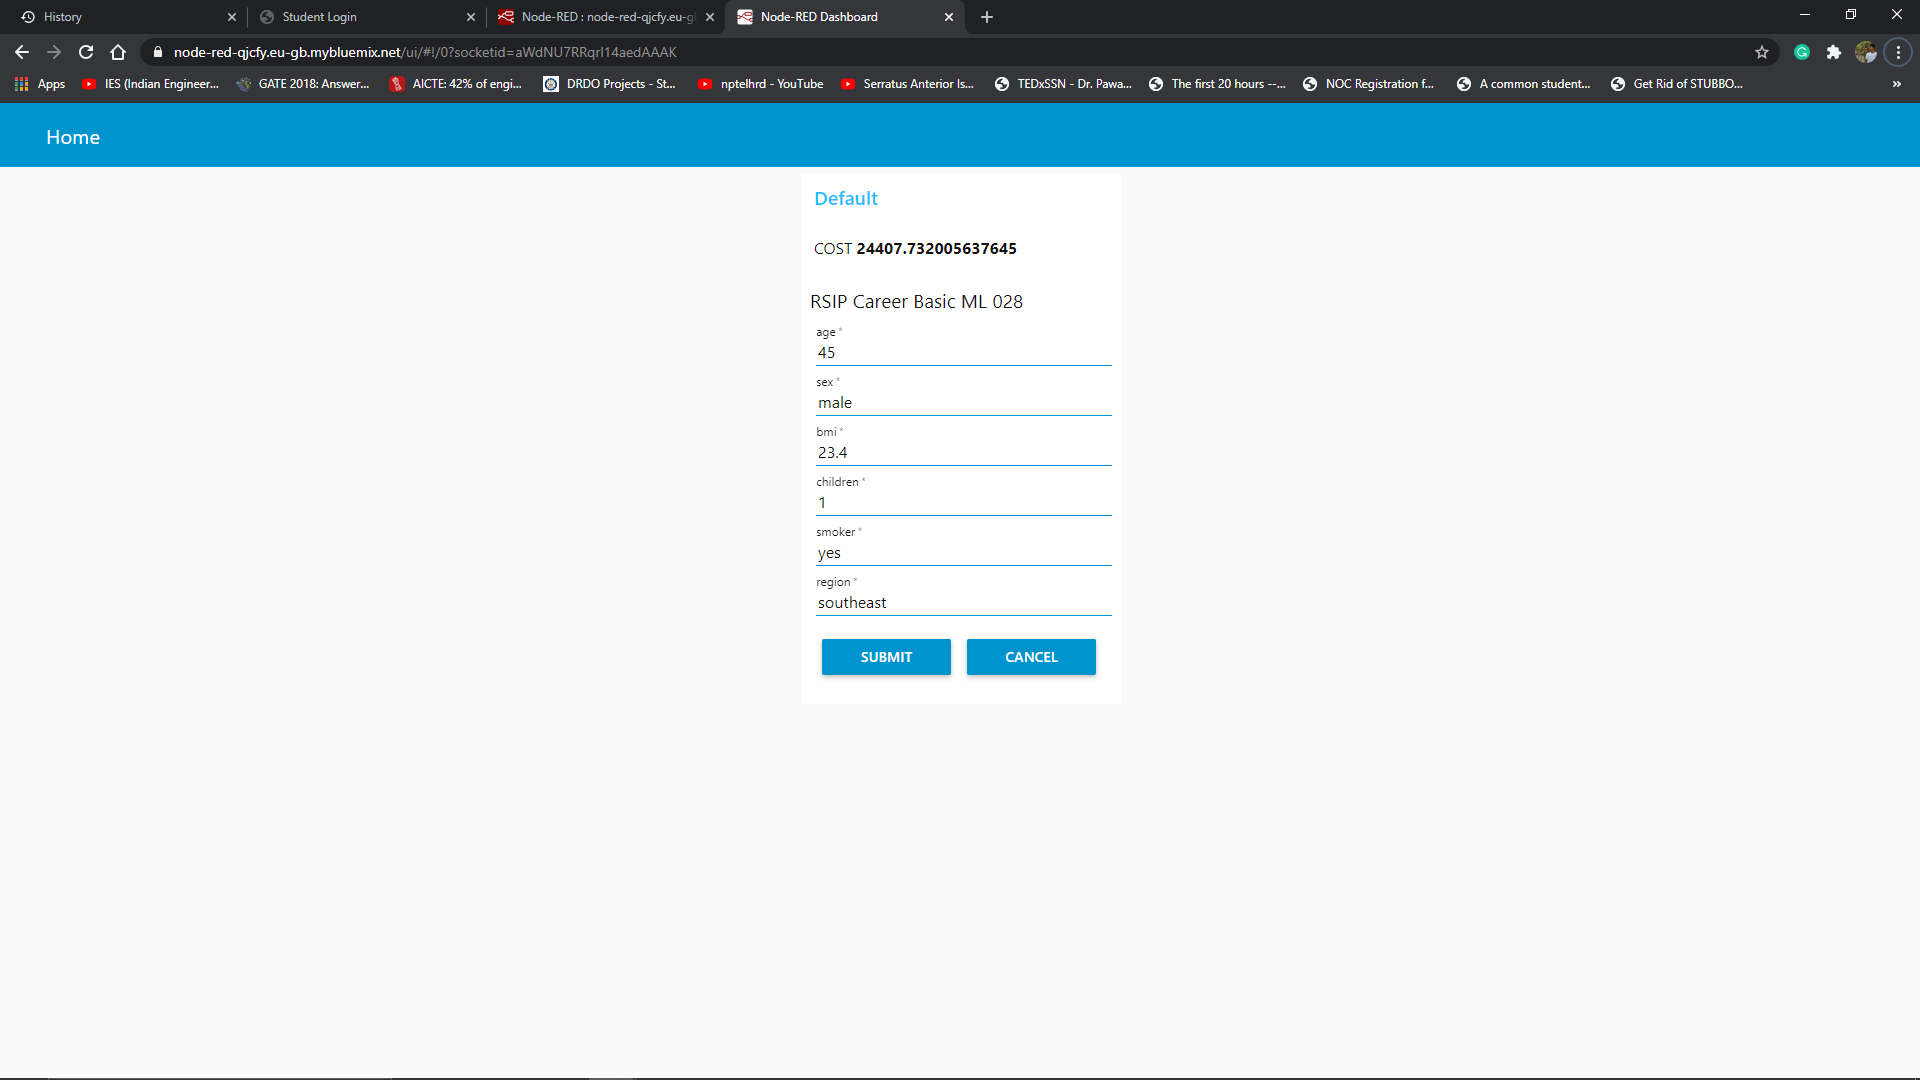 History
Student Login
Node-RED : node-red-qjcfy.eu-g
Node-RED Dashboard
node-red-qjcfy.eu-gb.mybluemix.net/ui/#!/0?socketid=aWdNU7RRqrI14aedAAAK
Apps
IES (Indian Engineer...
GATE 2018: Answer...
AICTE: 42% of engi...
DRDO Projects - St...
nptelhrd - YouTube
Serratus Anterior Is...
TEDxSSN - Dr. Pawa...
The first 20 hours --...
NOC Registration f...
A common student...
Get Rid of STUBBO...
»
Home
Default
COST 24407.732005637645
RSIP Career Basic ML 028
age *
45
sex *
male
bmi *
23.4
children *
1
smoker *
yes
region *
southeast
SUBMIT
CANCEL